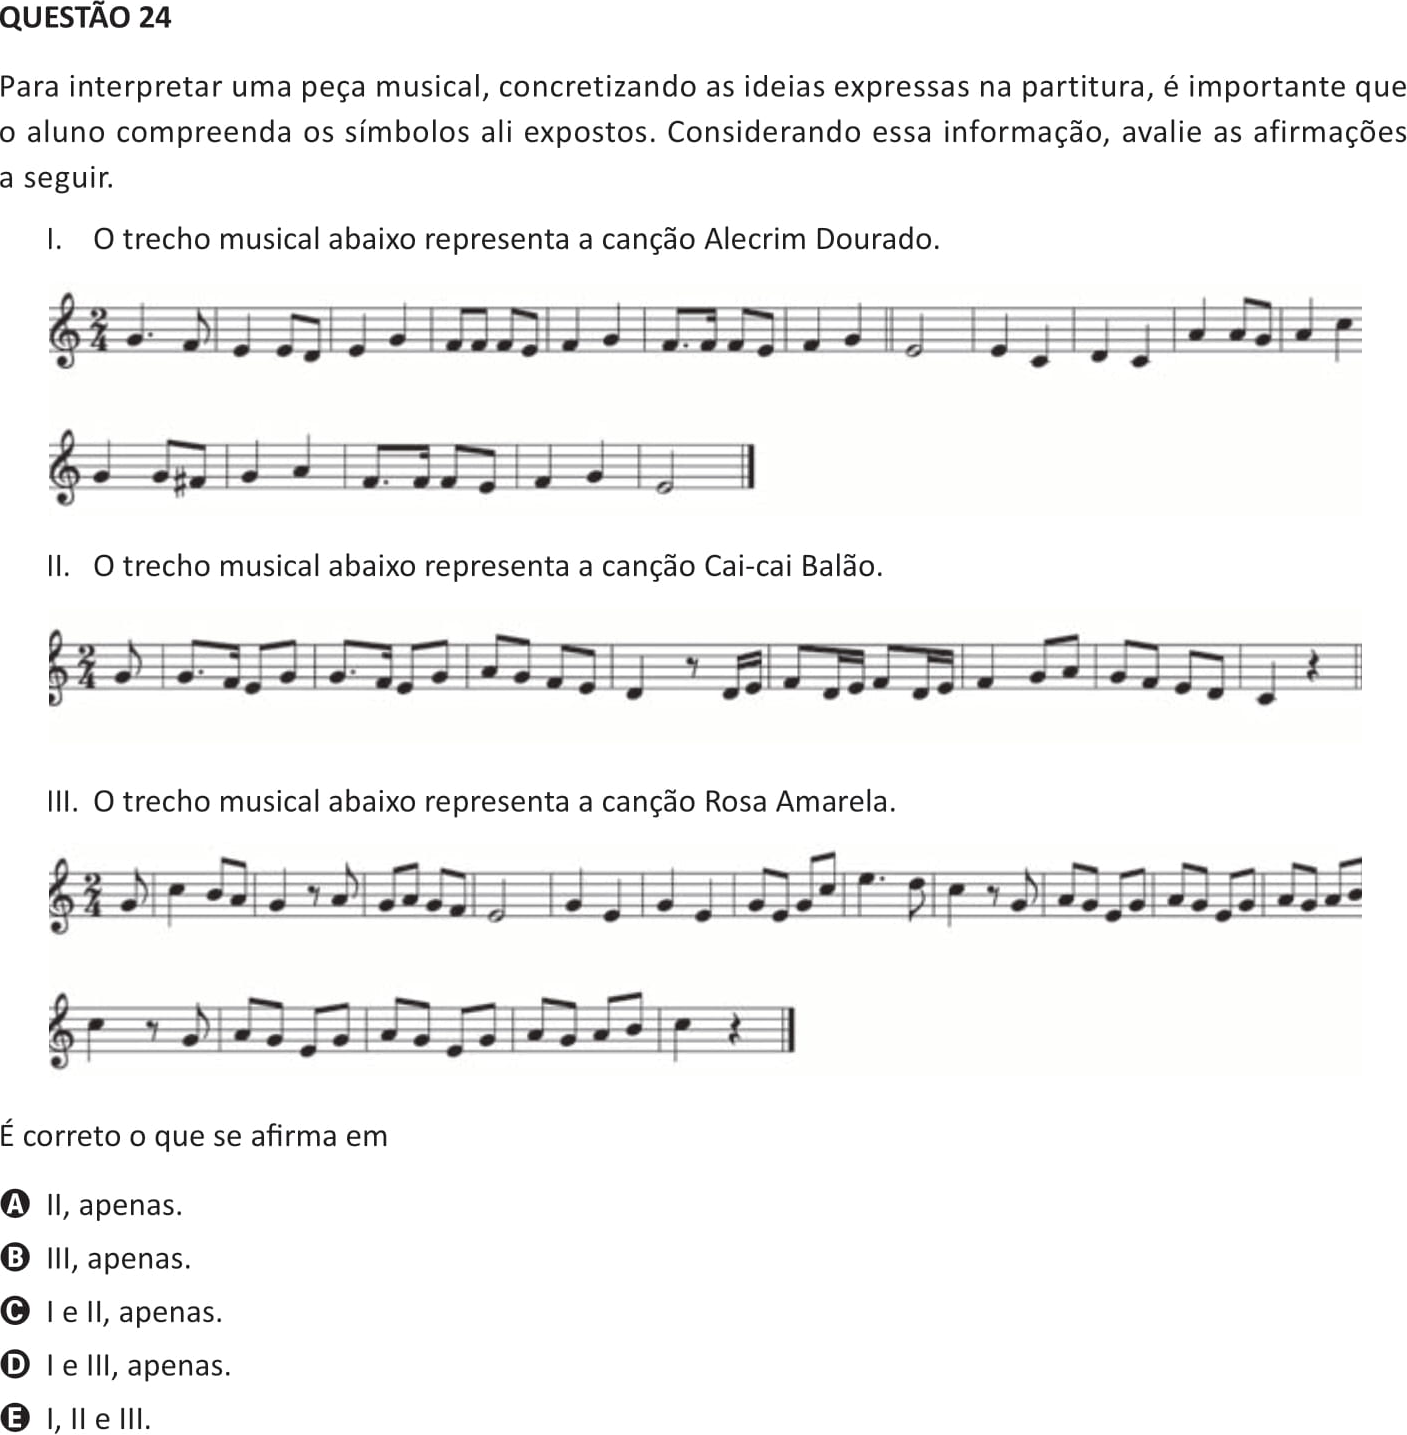 QUESTÃO 24
Para interpretar uma peça musical, concretizando as ideias expressas na partitura, é importante que
o aluno compreenda os símbolos ali expostos. Considerando essa informação, avalie as afirmações
a seguir.
I. O trecho musical abaixo representa a canção Alecrim Dourado.
2
4
II. O trecho musical abaixo representa a canção Cai-cai Balão.
2
4
III. O trecho musical abaixo representa a canção Rosa Amarela.
2
4
É correto o que se afirma em
A II, apenas.
B III, apenas.
C I e II, apenas.
D I e III, apenas.
E I, II e III.